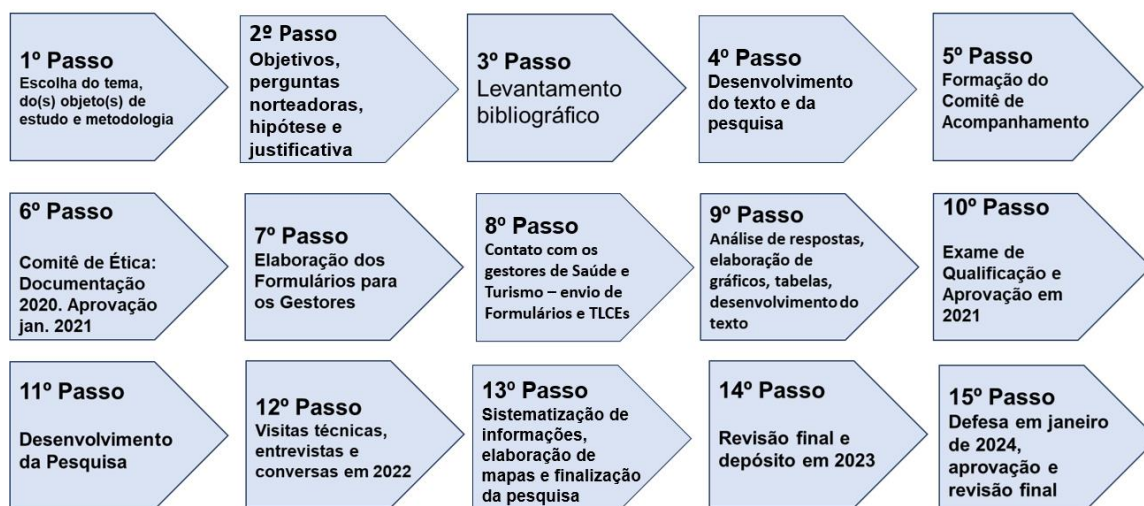 1º Passo
Escolha do tema,
do(s) objeto(s) de
estudo e metodologia
2º Passo
Objetivos,
perguntas
norteadoras,
hipótese e
justificativa
3º Passo
Levantamento
bibliográfico
4º Passo
Desenvolvimento
do texto e da
pesquisa
5º Passo
Formação do
Comitê de
Acompanhamento
6º Passo
Comitê de Ética:
Documentação
2020. Aprovação
jan. 2021
7º Passo
Elaboração dos
Formulários para
os Gestores
8º Passo
Contato com os
gestores de Saúde e
Turismo – envio de
Formulários e TLCEs
9º Passo
Análise de respostas,
elaboração de
gráficos, tabelas,
desenvolvimento do
texto
10º Passo
Exame de
Qualificação e
Aprovação em
2021
11º Passo
Desenvolvimento
da Pesquisa
12º Passo
Visitas técnicas,
entrevistas e
conversas em 2022
13º Passo
Sistematização de
informações,
elaboração de
mapas e finalização
da pesquisa
14º Passo
Revisão final e
depósito em 2023
15º Passo
Defesa em janeiro
de 2024,
aprovação e
revisão final